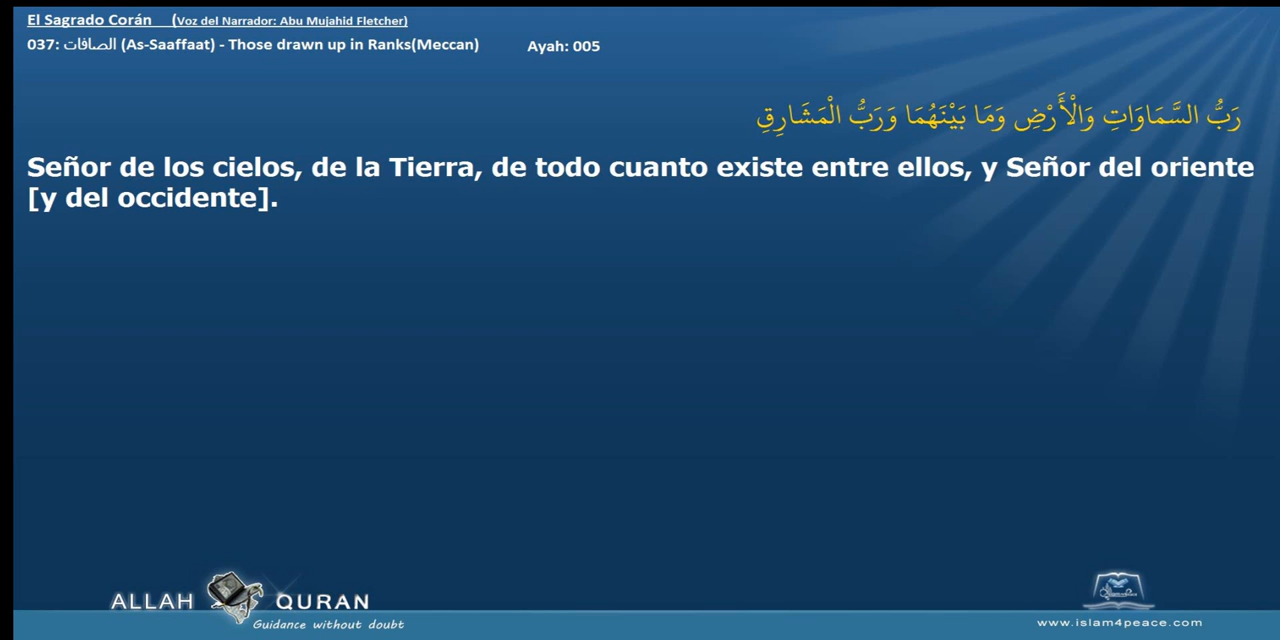 El Sagrado Corán (Voz del Narrador: Abu Mujahid Fletcher)
037: الصافات (As-Saaffaat) - Those drawn up in Ranks(Meccan) Ayah: 005
رَبُّ السَّمَاوَاتِ وَالْأَرْضِ وَمَا بَيْنَهُمَا وَرَبُّ الْمَشَارِقِ
Señor de los cielos, de la Tierra, de todo cuanto existe entre ellos, y Señor del oriente
[y del occidente].
ALLAH QURAN
Guidance without doubt
www.islam4peace.com